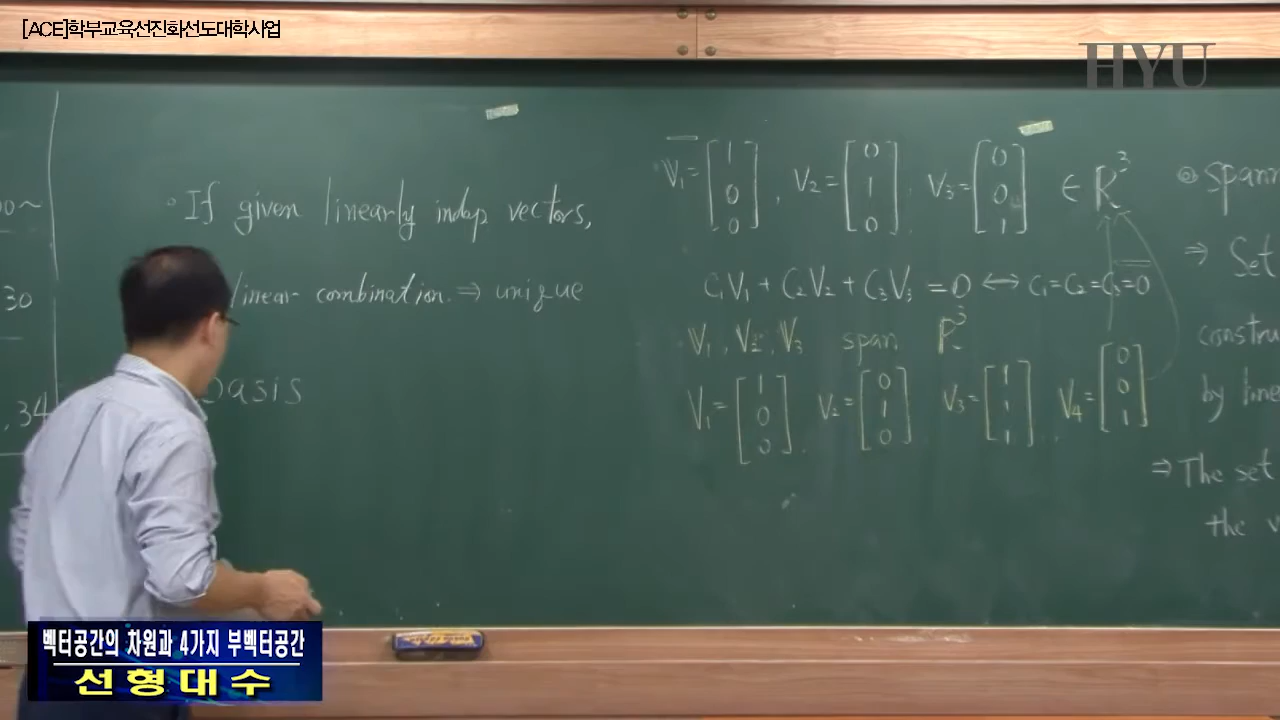 [ACE]학부교육선진화선도대학사업
HYU
00~
30
, 34
• If given linearly indep vectors,
linear combination ⇒ unique
basis
V₁ = [1 0 0], V₂ = [0 1 0], V₃ = [0 0 1] ∈ R³
C₁V₁ + C₂V₂ + C₃V₃ = 0 ↔ C₁=C₂=C₃=0
V₁, V₂, V₃ span R³
V₁ = [1 0 0], V₂ = [0 1 0], V₃ = [1 1 1], V₄ = [0 0 1]
⇒ Set
by
⇒ The set
the
벡터공간의 차원과 4가지 부벡터공간
선형대수